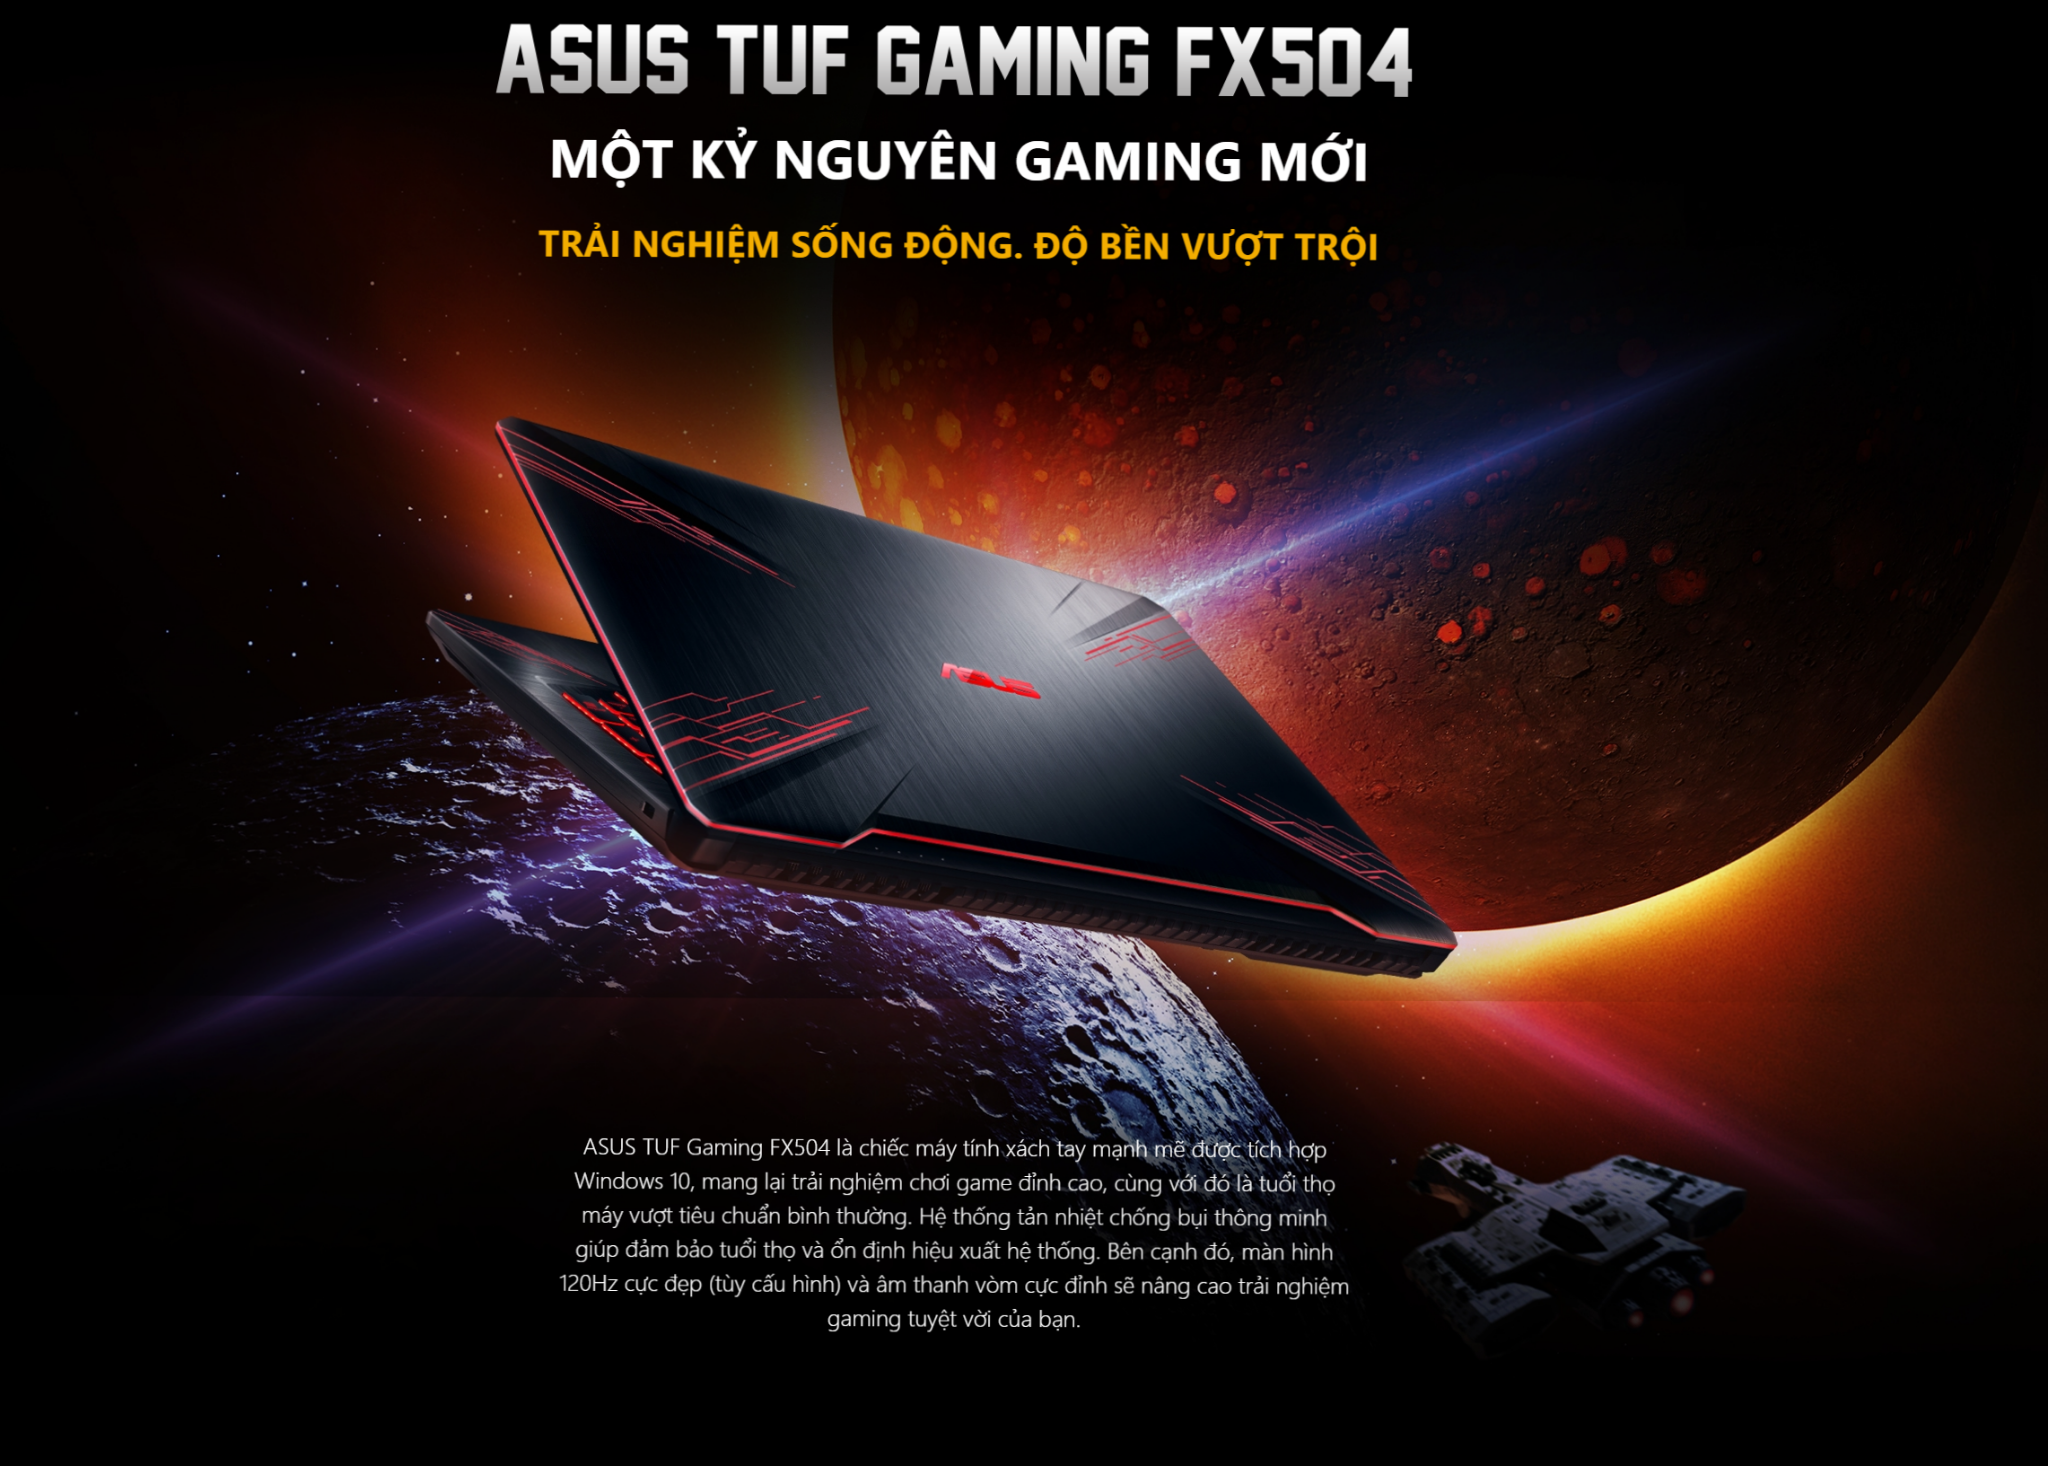 ASUS TUF GAMING FX504
MỘT KỶ NGUYÊN GAMING MỚI
TRẢI NGHIỆM SỐNG ĐỘNG. ĐỘ BỀN VƯỢT TRỘI
ASUS
ASUS TUF Gaming FX504 là chiếc máy tính xách tay mạnh mẽ được tích hợp
Windows 10, mang lại trải nghiệm chơi game đỉnh cao, cùng với đó là tuổi thọ
máy vượt tiêu chuẩn bình thường. Hệ thống tản nhiệt chống bụi thông minh
giúp đảm bảo tuổi thọ và ổn định hiệu xuất hệ thống. Bên cạnh đó, màn hình
120Hz cực đẹp (tùy cấu hình) và âm thanh vòm cực đỉnh sẽ nâng cao trải nghiệm
gaming tuyệt vời của bạn.